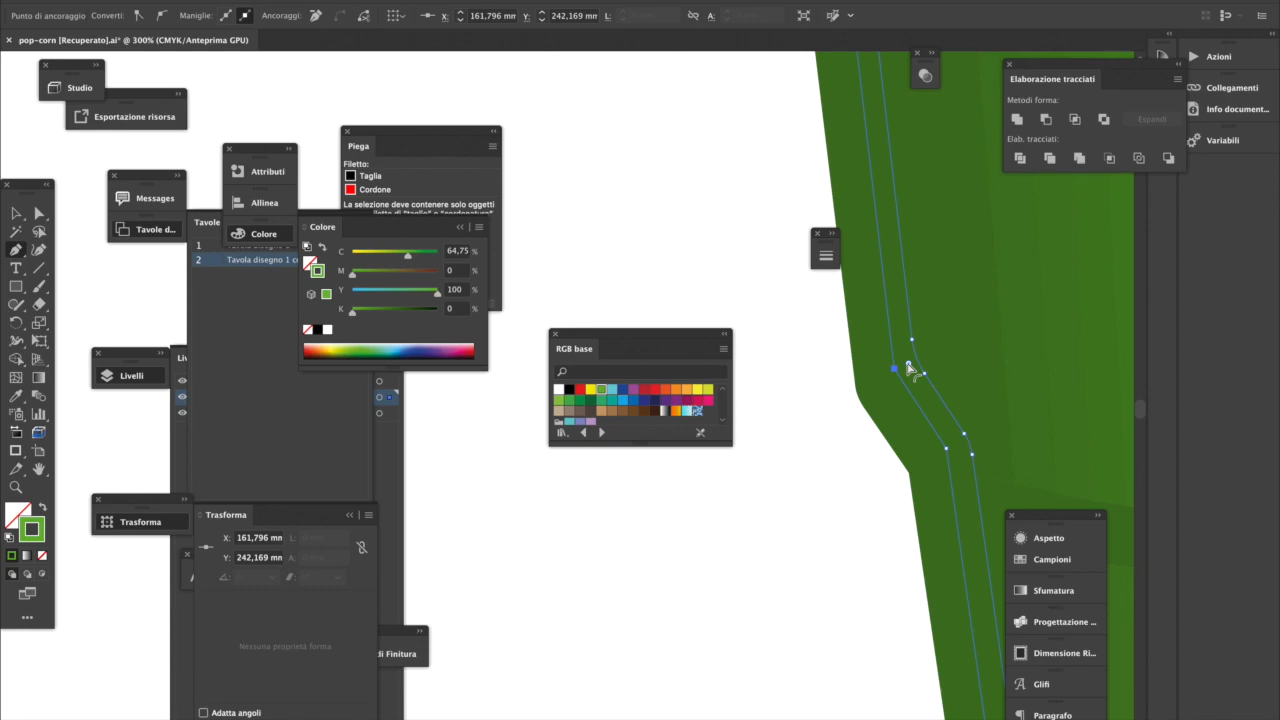 Punto di ancoraggio Converti: Maniglie: Ancoraggi: X: 161,796 mm Y: 242,169 mm L: A:
× pop-corn [Recuperato].ai* @ 300% (CMYK/Anteprima GPU)
Studio
Esportazione risorsa
Messages
Tavole d...
Attributi
Allinea
Colore
Piega
Filetto:
Taglia
Cordone
La selezione deve contenere solo oggetti
Tavole
1
2 Tavola disegno 1 c
Colore
C 64,75 %
M 0 %
Y 100 %
K 0 %
RGB base
Livelli
Trasforma
Trasforma
X: 161,796 mm L: 0 mm
Y: 242,169 mm A:
Nessuna proprietà forma
Adatta angoli
di Finitura
Elaborazione tracciati
Metodi forma:
Espandi
Elab. tracciati:
Azioni
Collegamenti
Info document...
Variabili
Aspetto
Campioni
Sfumatura
Progettazione ...
Dimensione Ri...
Glifi
Paragrafo